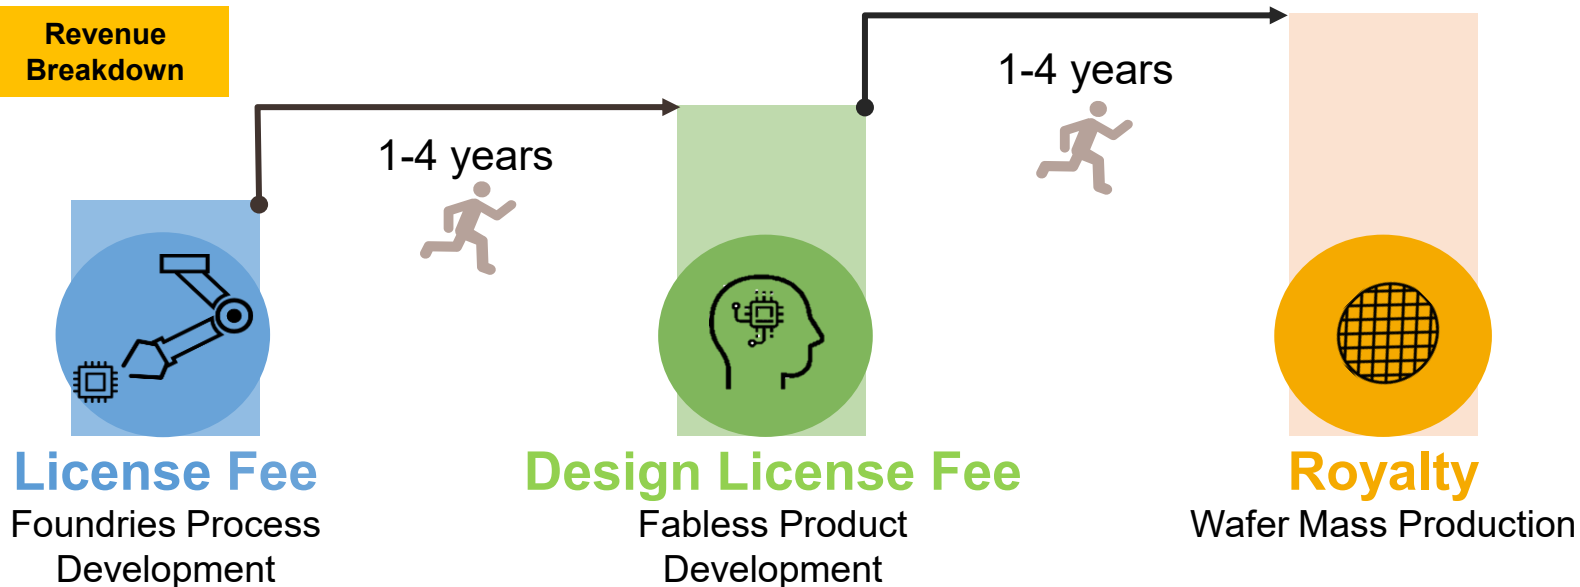 Revenue
Breakdown
1-4 years
1-4 years
License Fee
Foundries Process
Development
Design License Fee
Fabless Product
Development
Royalty
Wafer Mass Production